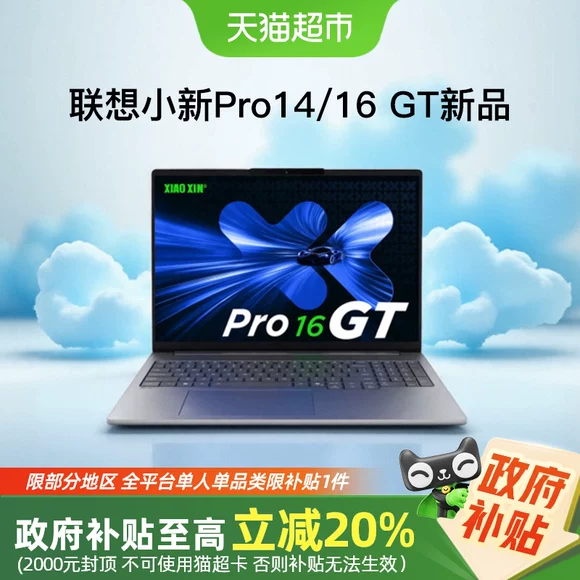 天猫超市
联想小新Pro14/16 GT新品
XIAO XIN
Pro 16 GT
限部分地区 全平台单人单品类限补贴1件
政府补贴至高 立减20%
(2000元封顶 不可使用猫超卡 否则补贴无法生效)
政府
补贴